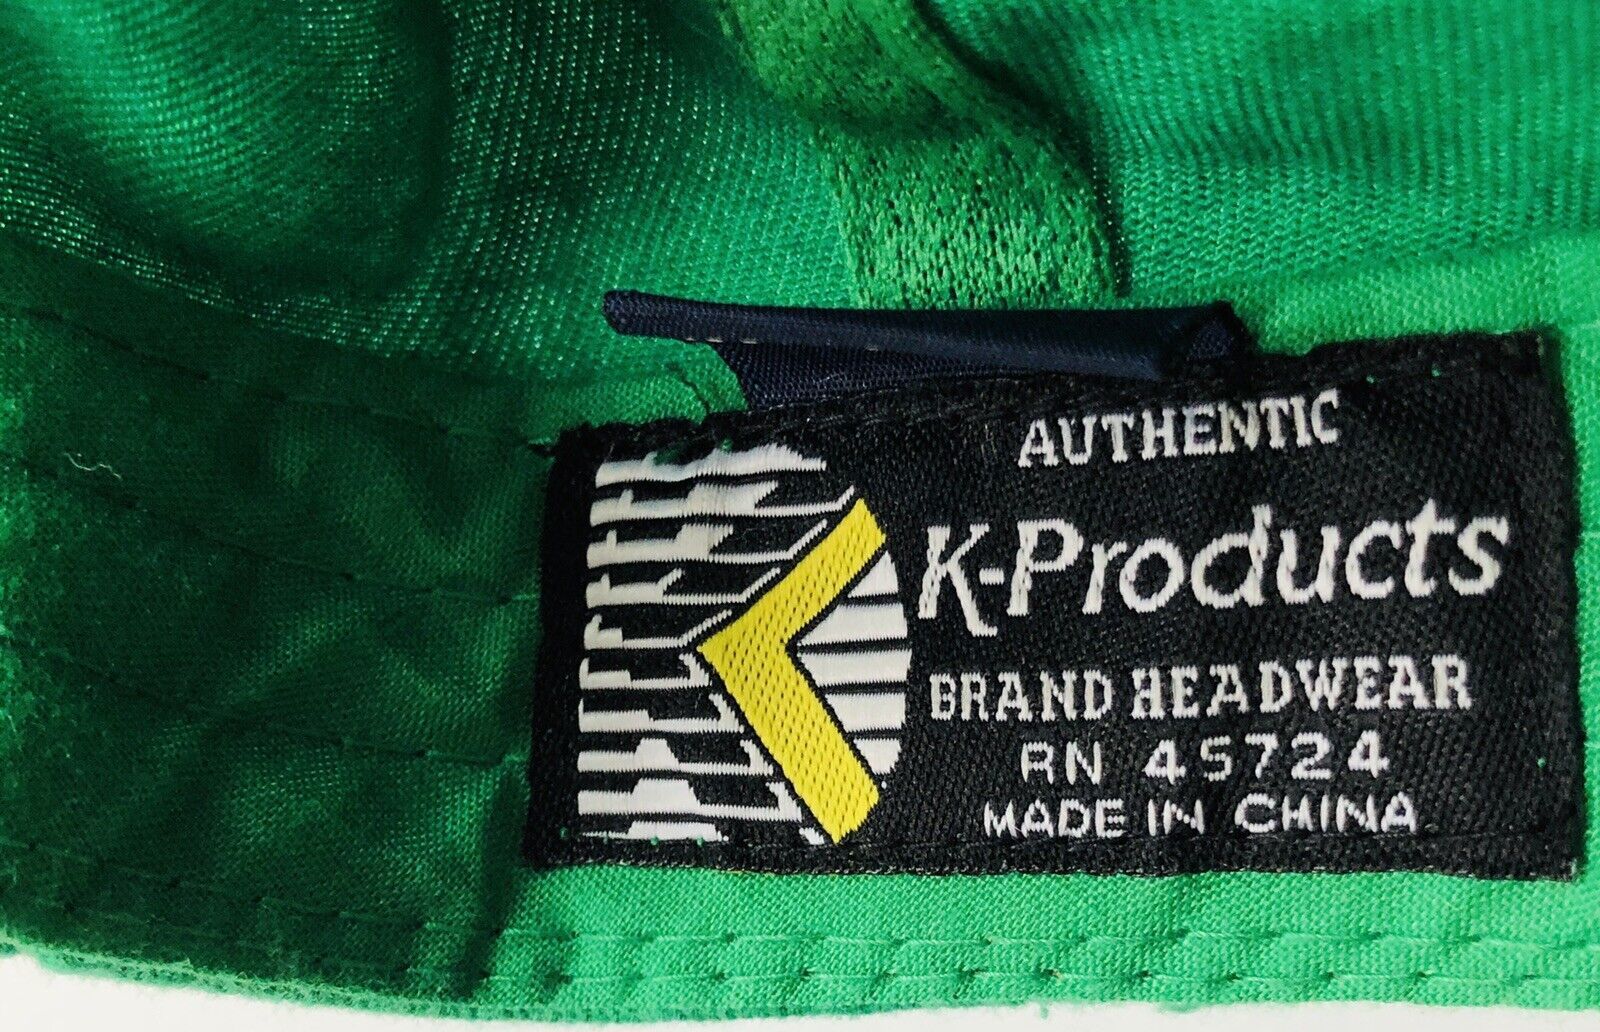 AUTHENTIC
K-Products
BRAND HEADWEAR
RN 45724
MADE IN CHINA